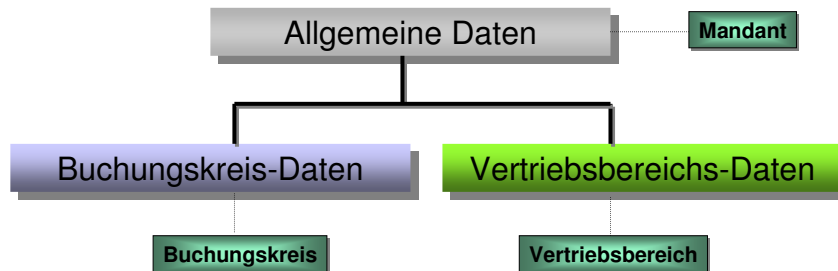 Allgemeine Daten
Mandant
Buchungskreis-Daten
Vertriebsbereichs-Daten
Buchungskreis
Vertriebsbereich